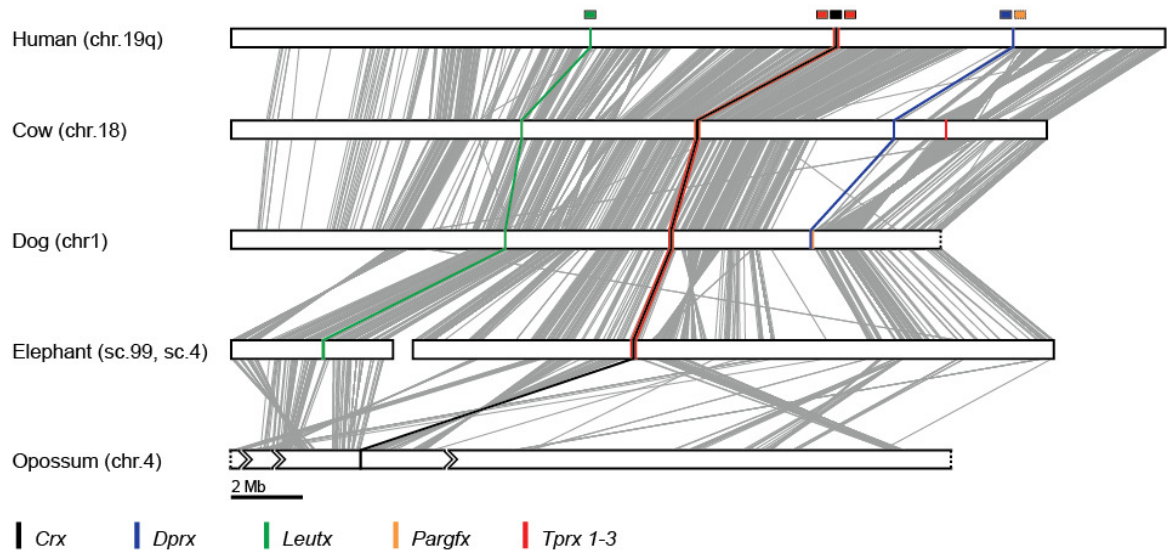 Human (chr.19q)
Cow (chr.18)
Dog (chr1)
Elephant (sc.99, sc.4)
Opossum (chr.4)
2 Mb
Crx Dprx Leutx Pargfx Tprx 1-3